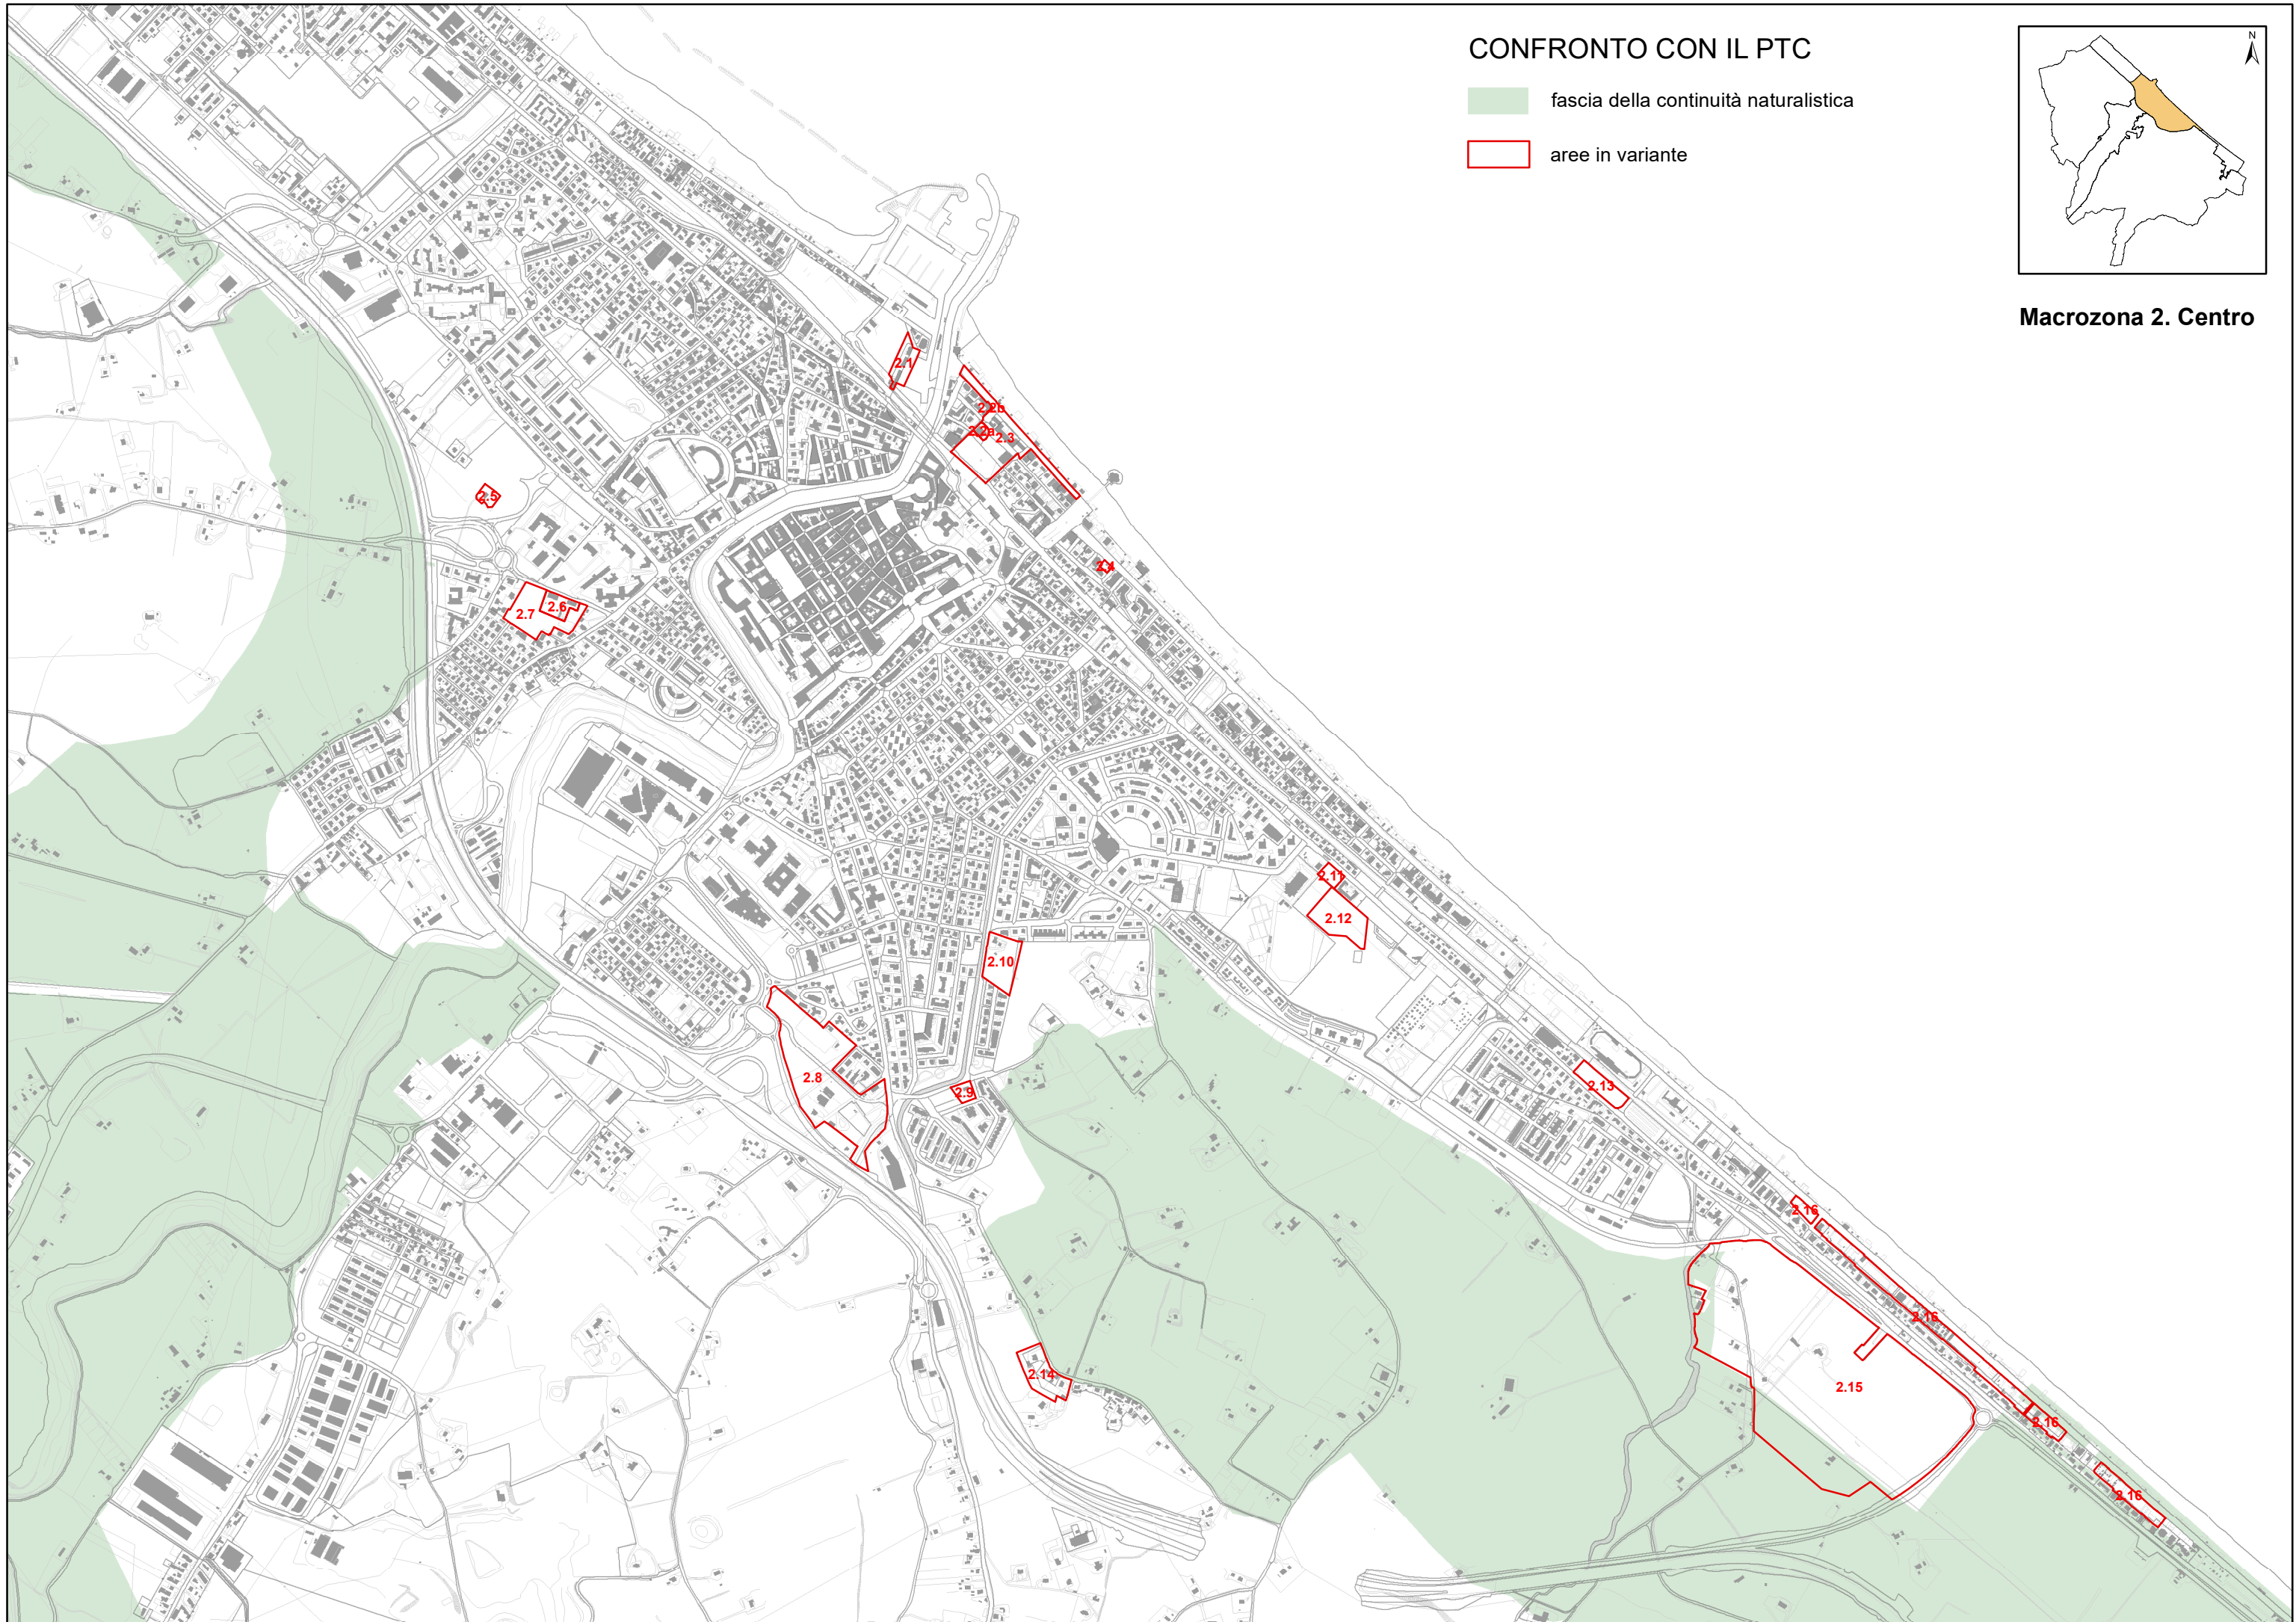 CONFRONTO CON IL PTC
fascia della continuità naturalistica
aree in variante
N
Macrozona 2. Centro
2.1
2.2b
2.2a
2.3
2.4
2.5
2.6
2.7
2.8
2.9
2.10
2.11
2.12
2.13
2.14
2.15
2.16
2.16
2.16
2.16